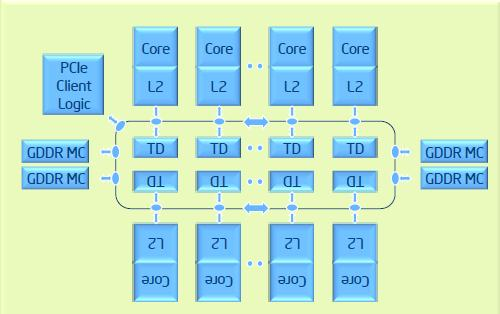 Core Core Core Core
PCIe
Client
Logic
L2 L2 L2 L2
GDDR MC TD TD TD TD GDDR MC
GDDR MC TD TD TD TD GDDR MC
L2 L2 L2 L2
Core Core Core Core